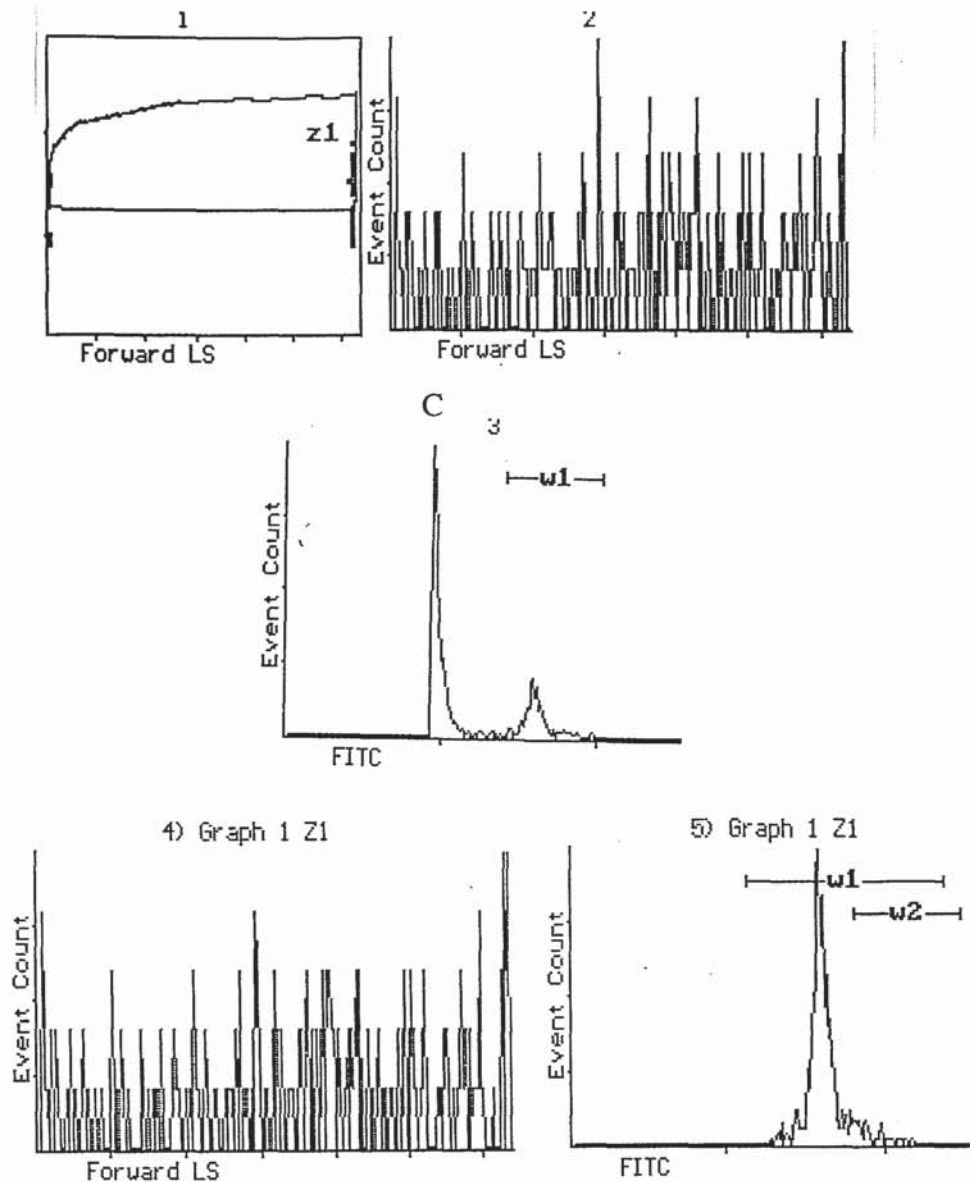 1
2
z1
Event Count
Forward LS
Forward LS
C
3
w1
Event Count
FITC
4) Graph 1 Z1
5) Graph 1 Z1
w1
w2
Event Count
Event Count
Forward LS
FITC